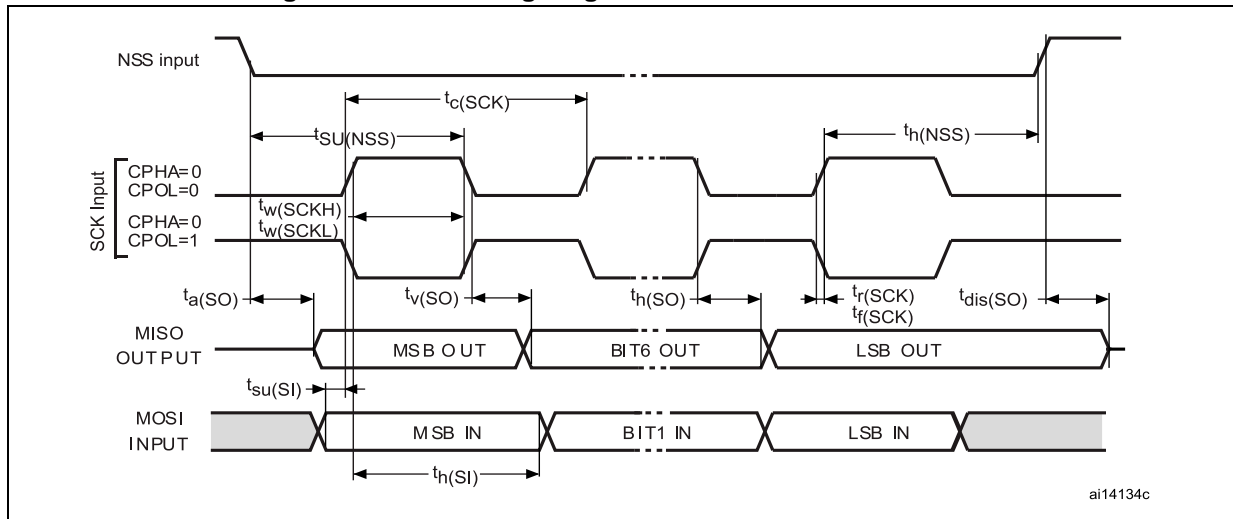 NSS input
tc(SCK)
tSU(NSS)
th(NSS)
SCK Input
CPHA=0
CPOL=0
CPHA=0
CPOL=1
tw(SCKH)
tw(SCKL)
ta(SO)
tv(SO)
th(SO)
tr(SCK)
tf(SCK)
tdis(SO)
MISO
OUTPUT
MSB OUT
BIT6 OUT
LSB OUT
tsu(SI)
MOSI
INPUT
MSB IN
BIT1 IN
LSB IN
th(SI)
ai14134c